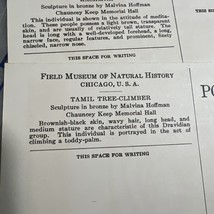 Sculpture in bronze by Malvina Hoffman
Chauncey Keep Memorial Hall
This individual is shown in the attitude of medita-
tion. These people possess a light brown, transparent
skin, and are usually of relatively tall stature. The
head is long with a well-developed forehead, a long
narrow face, regular features, and prominent, finely
chiseled, narrow nose.
THIS SPACE FOR WRITING
FIELD MUSEUM OF NATURAL HISTORY
CHICAGO, U. S. A.
TAMIL TREE-CLIMBER
Sculpture in bronze by Malvina Hoffman
Chauncey Keep Memorial Hall
Brownish-black skin, wavy hair, long head, and
medium stature are characteristic of this Dravidian
group. This individual is portrayed in the act of
climbing a toddy-palm.
THIS SPACE FOR WRITING
PO